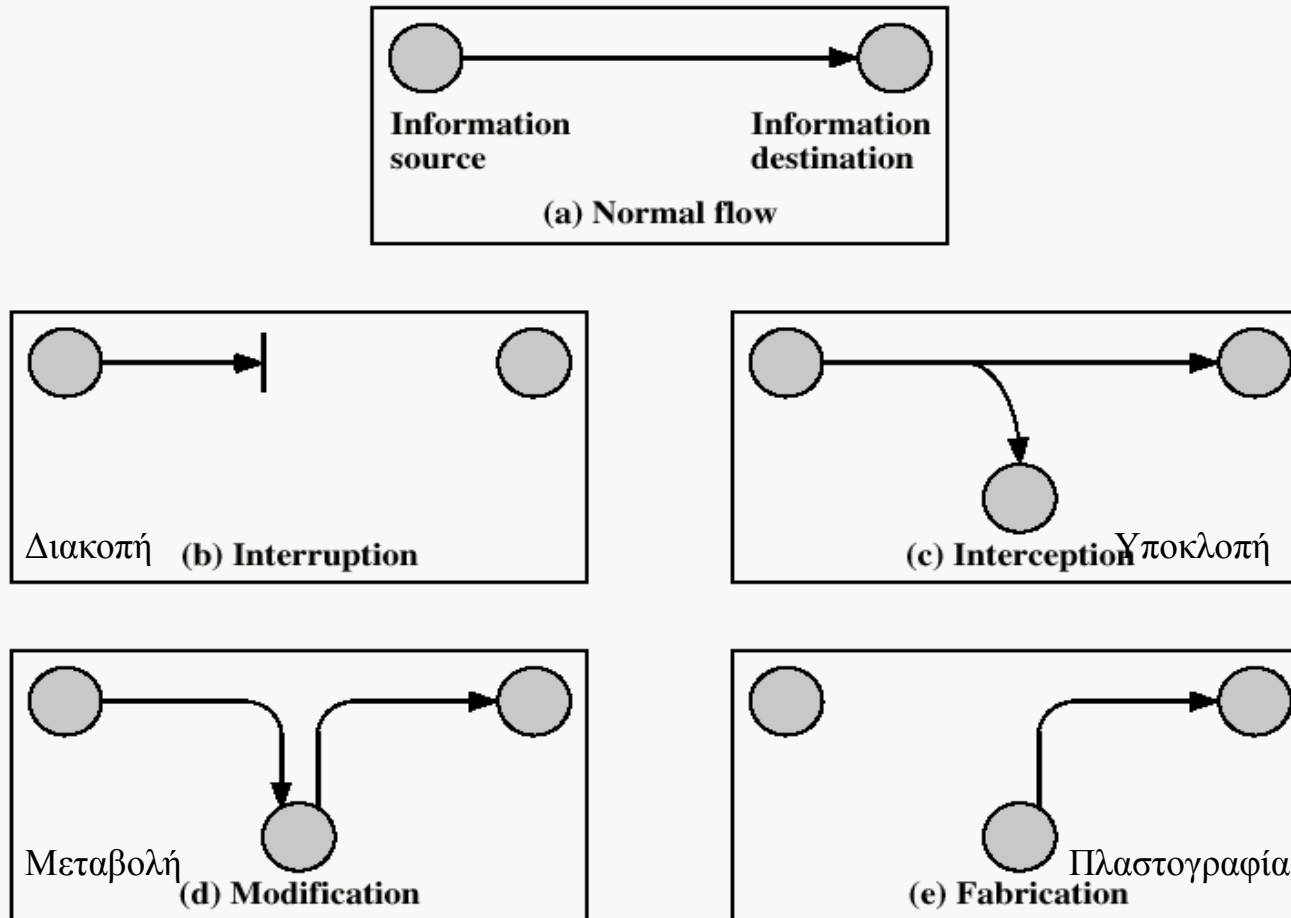 Information
source
Information
destination
(a) Normal flow
Διακοπή
(b) Interruption
(c) Interception
Υποκλοπή
Μεταβολή
(d) Modification
(e) Fabrication
Πλαστογραφία